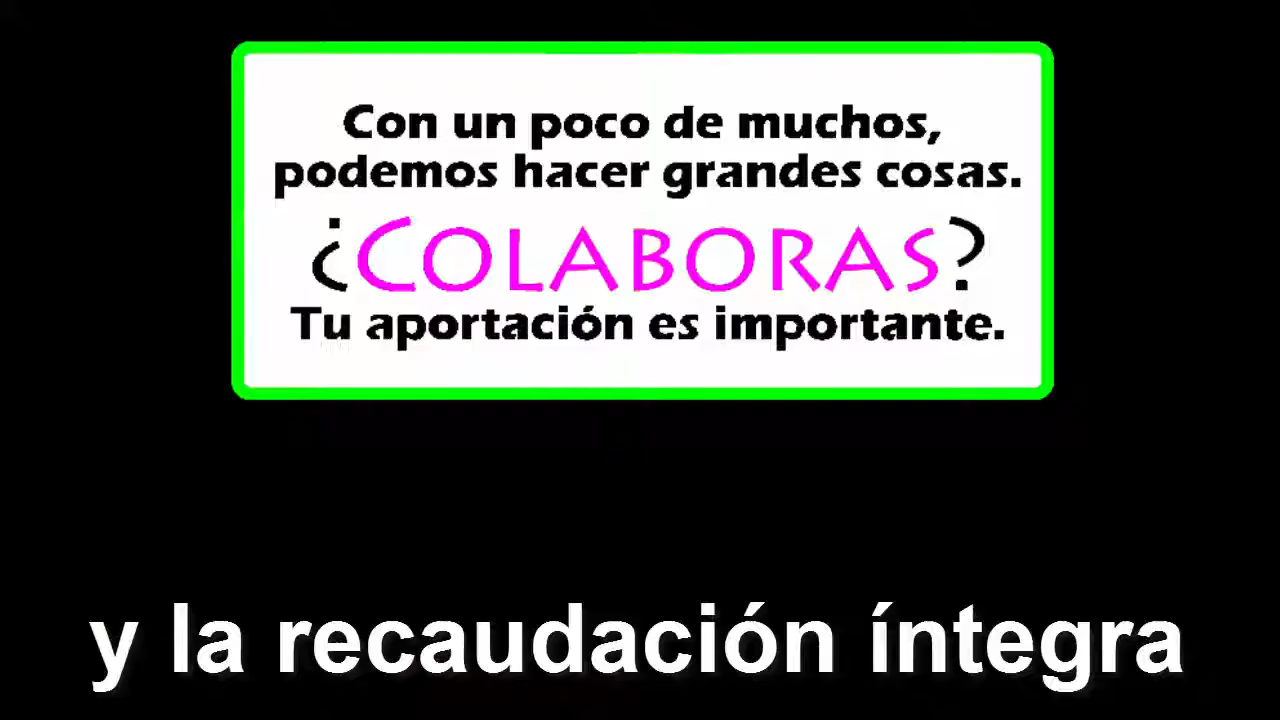 Con un poco de muchos,
podemos hacer grandes cosas.
¿COLABORAS?
Tu aportación es importante.
y la recaudación íntegra